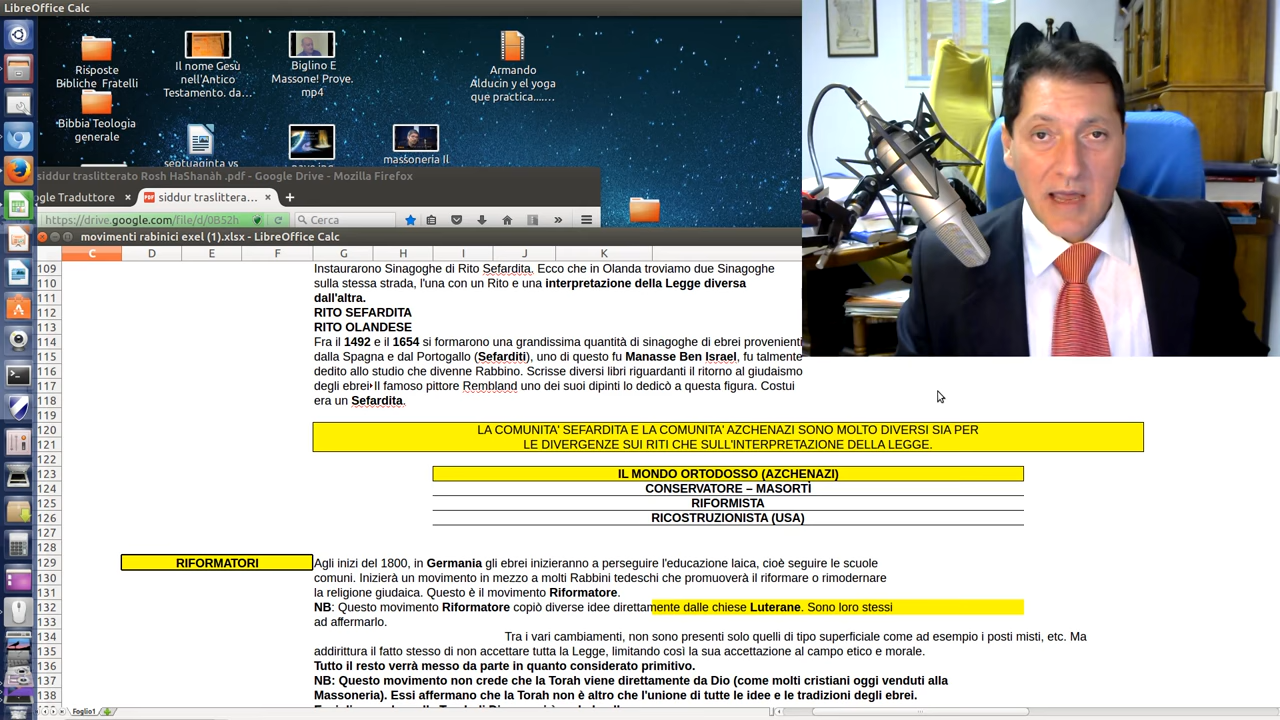 LibreOffice Calc
Risposte
Bibliche_Fratelli
Il nome Gesù
nell'Antico
Testamento. da…
Biglino E
Massone! Prove.
mp4
Armando
Alducin y el yoga
que practica.…
Bibbia Teologia
generale
septuaginta vs
massoneria Il
siddur traslitterato Rosh HaShanàh .pdf - Google Drive - Mozilla Firefox
gle Traduttore
siddur traslittera…
https://drive.google.com/file/d/0B52h
Cerca
movimenti rabinici exel (1).xlsx - LibreOffice Calc
C D E F G H I J K
109 Instaurarono Sinagoghe di Rito Sefardita. Ecco che in Olanda troviamo due Sinagoghe
110 sulla stessa strada, l'una con un Rito e una interpretazione della Legge diversa
111 dall'altra.
112 RITO SEFARDITA
113 RITO OLANDESE
114 Fra il 1492 e il 1654 si formarono una grandissima quantità di sinagoghe di ebrei provenienti
115 dalla Spagna e dal Portogallo (Sefarditi), uno di questo fu Manasse Ben Israel, fu talmente
116 dedito allo studio che divenne Rabbino. Scrisse diversi libri riguardanti il ritorno al giudaismo
117 degli ebrei Il famoso pittore Rembland uno dei suoi dipinti lo dedicò a questa figura. Costui
118 era un Sefardita.
119
120 LA COMUNITA' SEFARDITA E LA COMUNITA' AZCHENAZI SONO MOLTO DIVERSI SIA PER
121 LE DIVERGENZE SUI RITI CHE SULL'INTERPRETAZIONE DELLA LEGGE.
122
123 IL MONDO ORTODOSSO (AZCHENAZI)
124 CONSERVATORE – MASORTÌ
125 RIFORMISTA
126 RICOSTRUZIONISTA (USA)
127
128
129 RIFORMATORI Agli inizi del 1800, in Germania gli ebrei inizieranno a perseguire l'educazione laica, cioè seguire le scuole
130 comuni. Inizierà un movimento in mezzo a molti Rabbini tedeschi che promuoverà il riformare o rimodernare
131 la religione giudaica. Questo è il movimento Riformatore.
132 NB: Questo movimento Riformatore copiò diverse idee direttamente dalle chiese Luterane. Sono loro stessi
133 ad affermarlo.
134 Tra i vari cambiamenti, non sono presenti solo quelli di tipo superficiale come ad esempio i posti misti, etc. Ma
135 addirittura il fatto stesso di non accettare tutta la Legge, limitando così la sua accettazione al campo etico e morale.
136 Tutto il resto verrà messo da parte in quanto considerato primitivo.
137 NB: Questo movimento non crede che la Torah viene direttamente da Dio (come molti cristiani oggi venduti alla
138 Massoneria). Essi affermano che la Torah non è altro che l'unione di tutte le idee e le tradizioni degli ebrei.
Foglio1